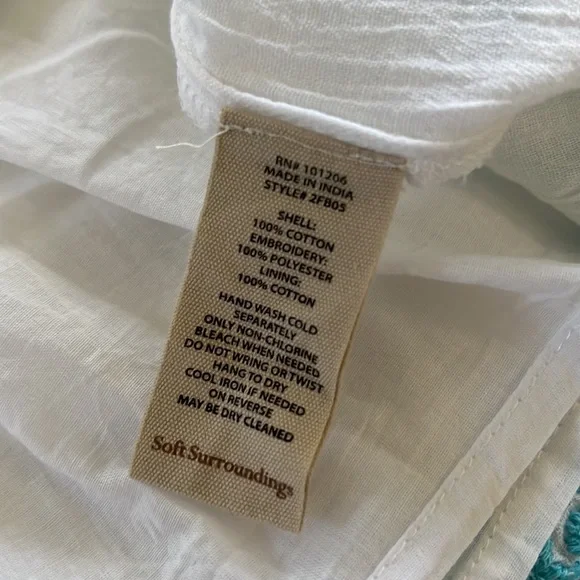 RN# 101206
MADE IN INDIA
STYLE# 2FB05
SHELL:
100% COTTON
EMBROIDERY:
100% POLYESTER
LINING:
100% COTTON
HAND WASH COLD
SEPARATELY
ONLY NON-CHLORINE
BLEACH WHEN NEEDED
DO NOT WRING OR TWIST
HANG TO DRY
COOL IRON IF NEEDED
ON REVERSE
MAY BE DRY CLEANED
Soft Surroundings